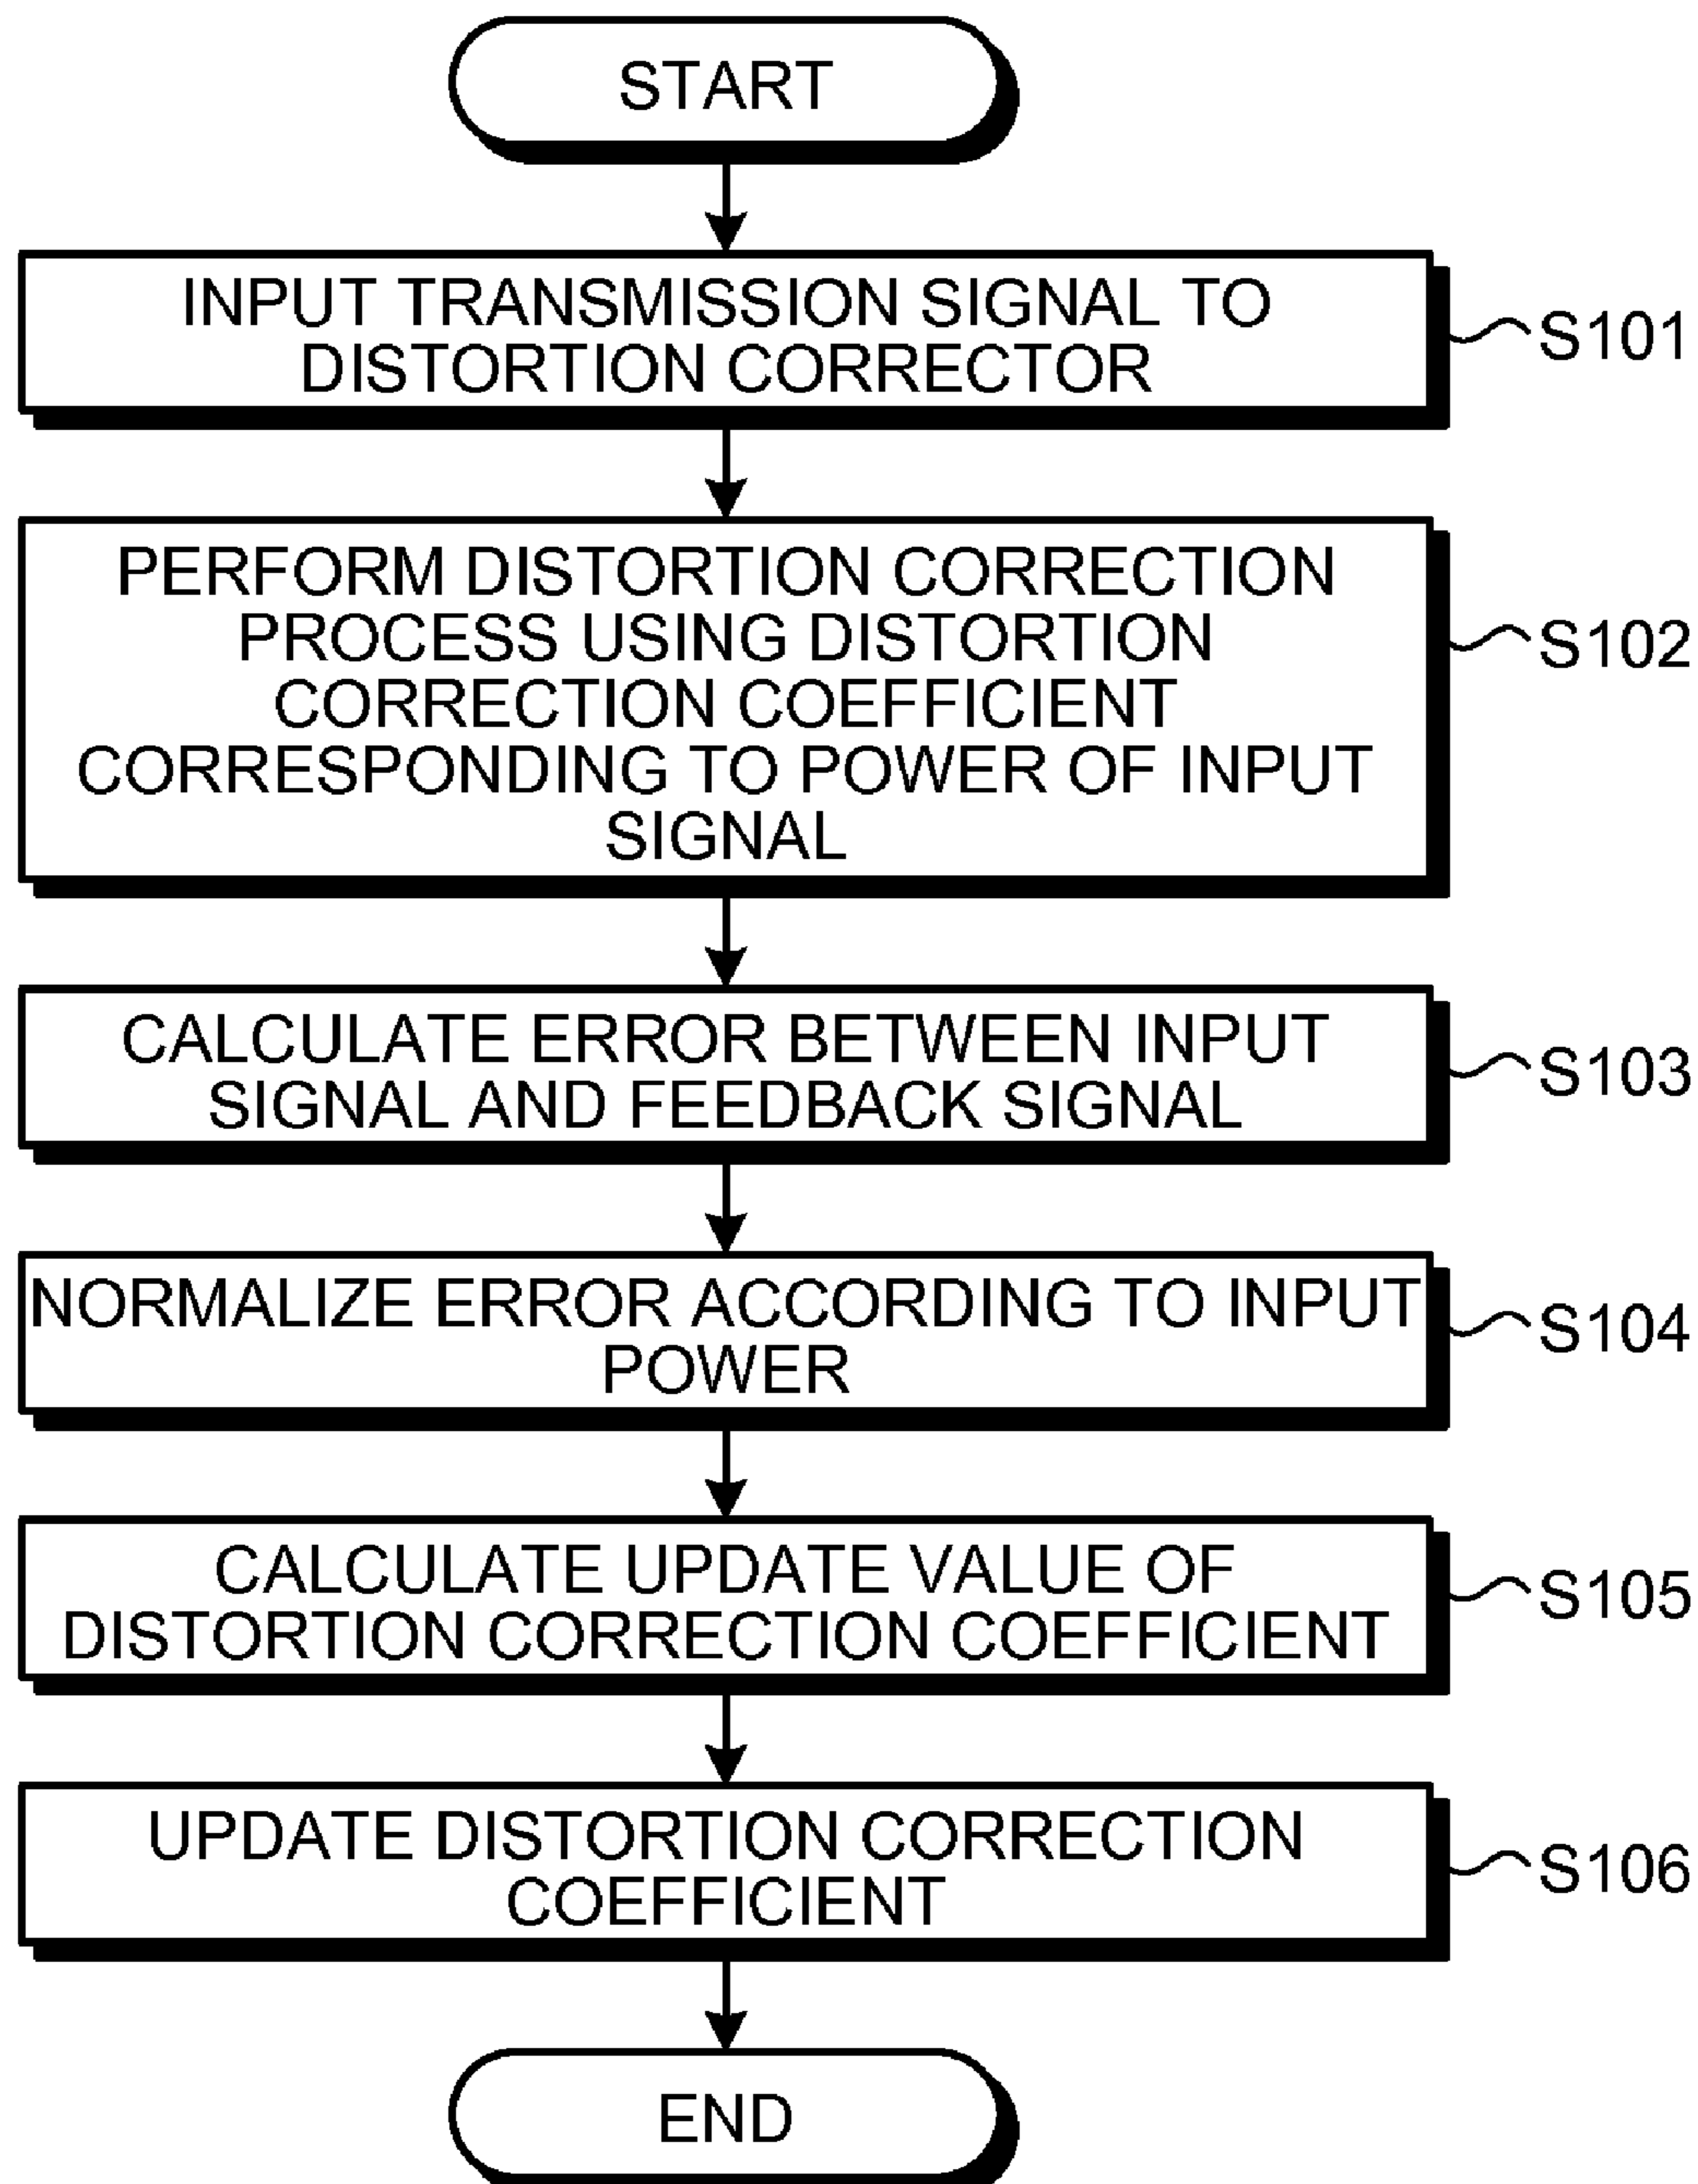 START
INPUT TRANSMISSION SIGNAL TO
DISTORTION CORRECTOR
S101
PERFORM DISTORTION CORRECTION
PROCESS USING DISTORTION
CORRECTION COEFFICIENT
CORRESPONDING TO POWER OF INPUT
SIGNAL
S102
CALCULATE ERROR BETWEEN INPUT
SIGNAL AND FEEDBACK SIGNAL
S103
NORMALIZE ERROR ACCORDING TO INPUT
POWER
S104
CALCULATE UPDATE VALUE OF
DISTORTION CORRECTION COEFFICIENT
S105
UPDATE DISTORTION CORRECTION
COEFFICIENT
S106
END